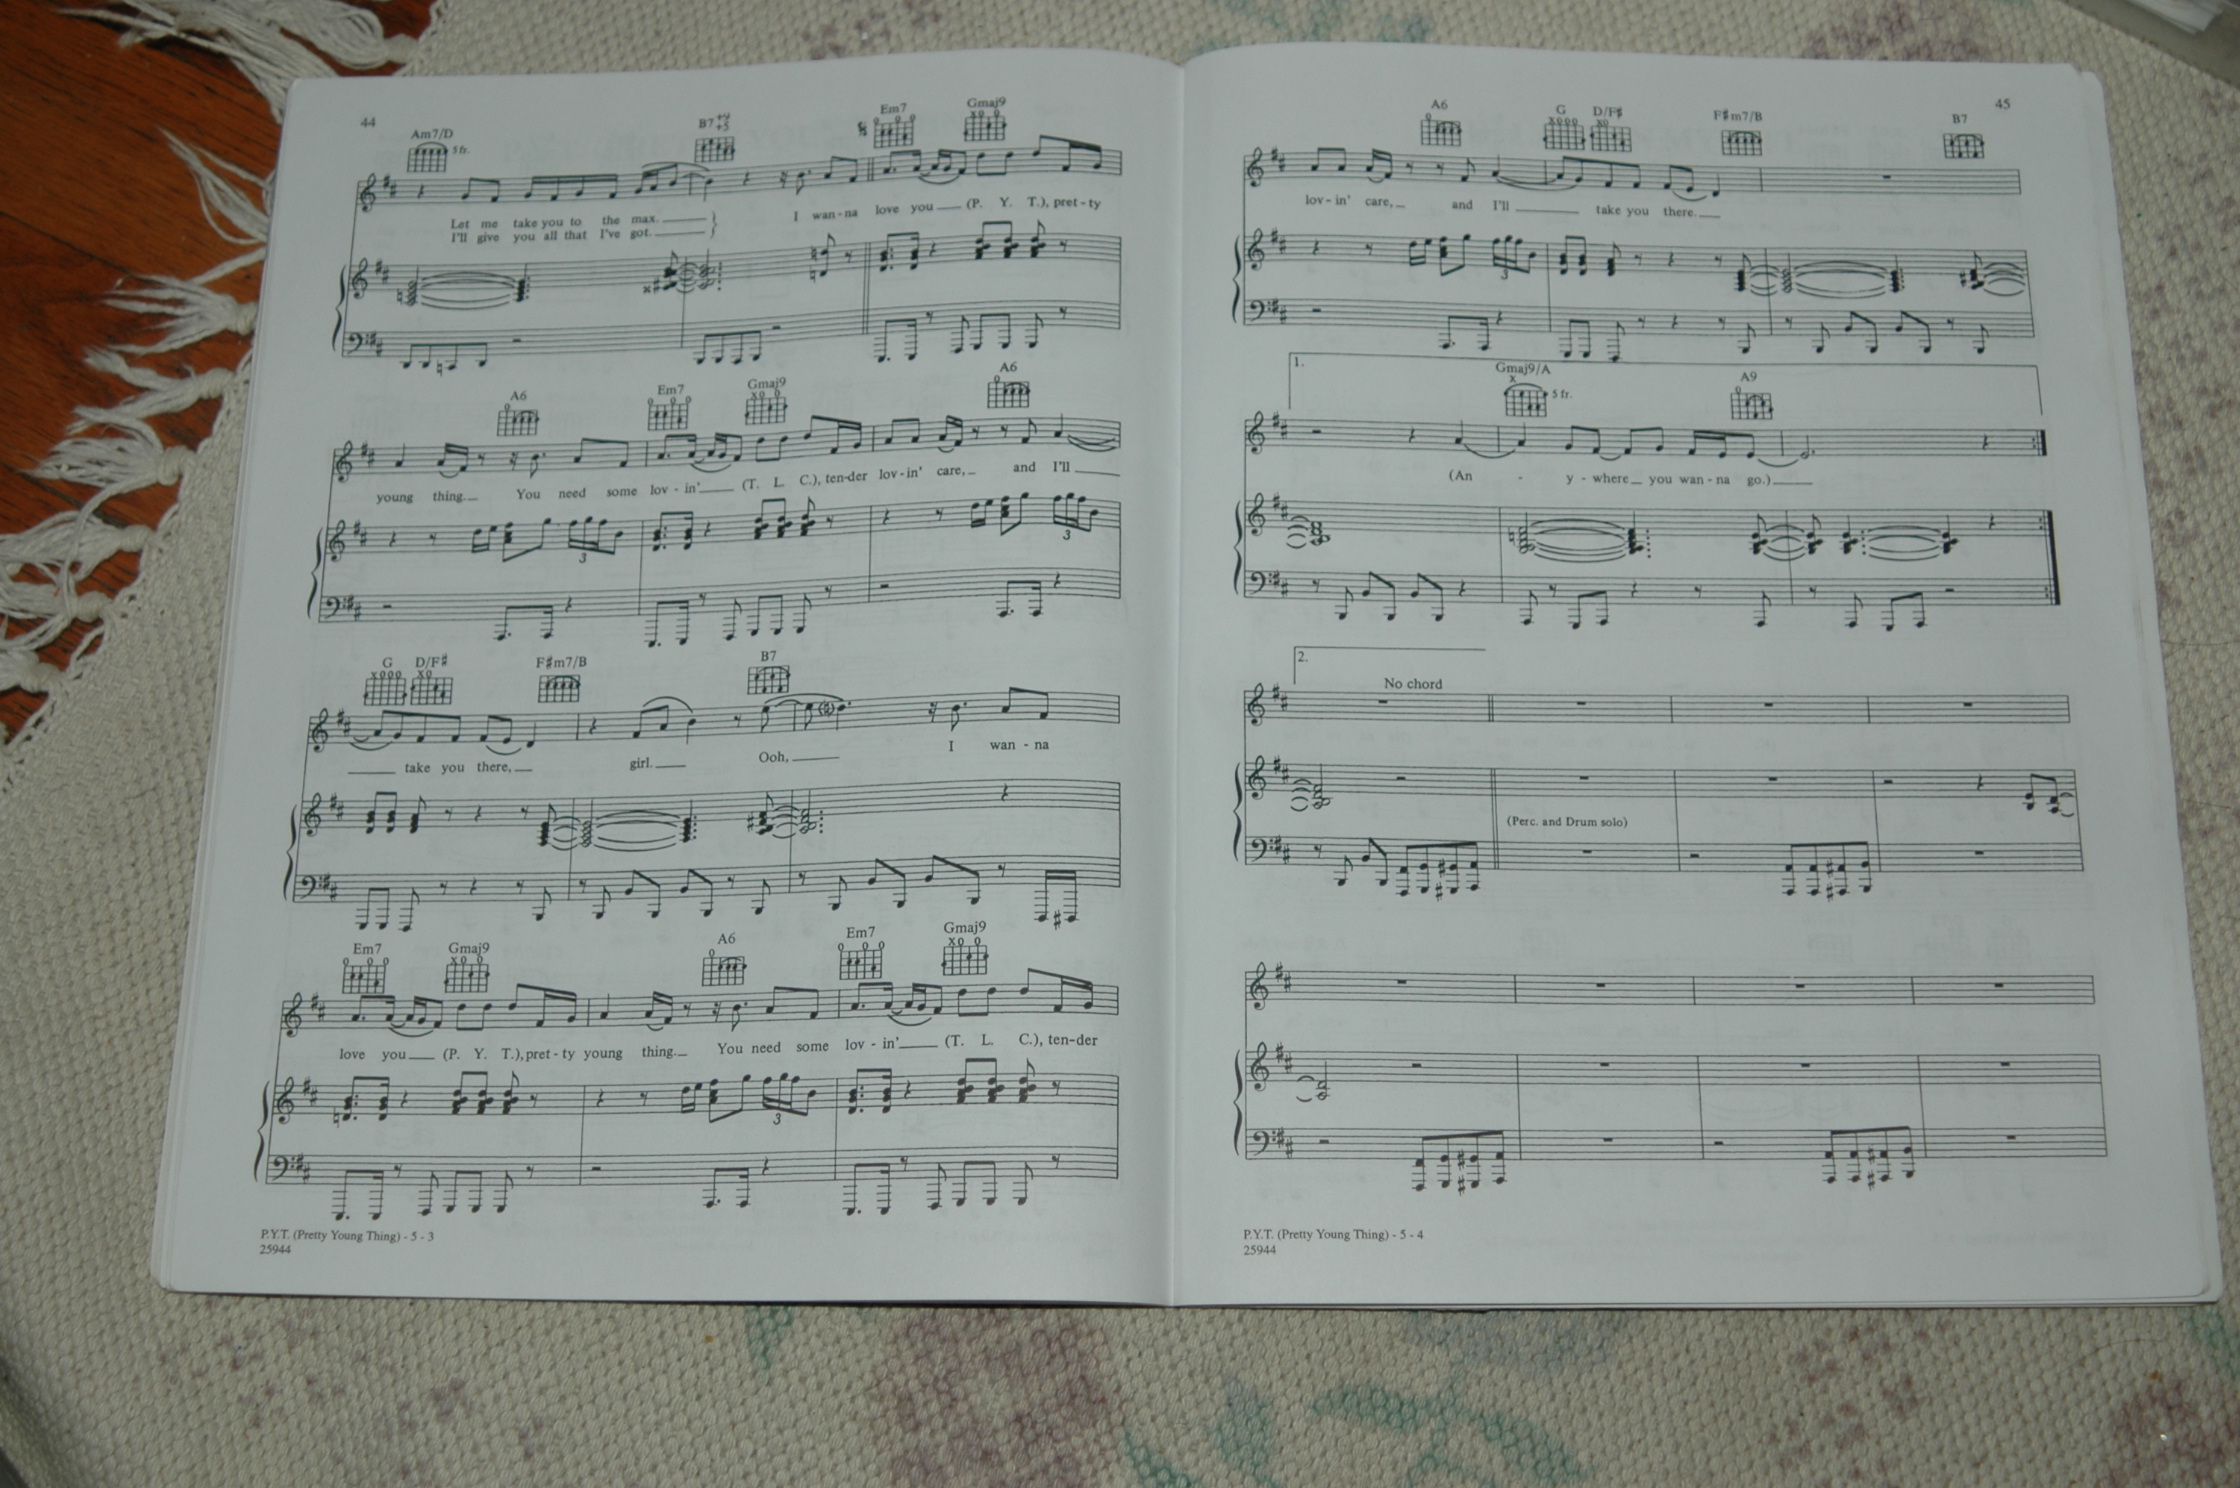 44
Am7/D B7+9+5 Em7 Gmaj9
5 fr.
Let me take you to the max. I wan-na love you (P. Y. T.), pret-ty
I'll give you all that I've got.
A6 Em7 Gmaj9 A6
young thing. You need some lov-in' (T. L. C.), ten-der lov-in' care, and I'll
3 3
G D/F# F#m7/B B7
take you there, girl. Ooh, I wan-na
Em7 Gmaj9 A6 Em7 Gmaj9
love you (P. Y. T.), pret-ty young thing. You need some lov-in' (T. L. C.), ten-der
3
P.Y.T. (Pretty Young Thing) - 5 - 3
25944
45
A6 G D/F# F#m7/B B7
lov-in' care, and I'll take you there.
3
1.
Gmaj9/A A9
5 fr.
(An - y-where you wan-na go.)
2.
No chord
(Perc. and Drum solo)
P.Y.T. (Pretty Young Thing) - 5 - 4
25944